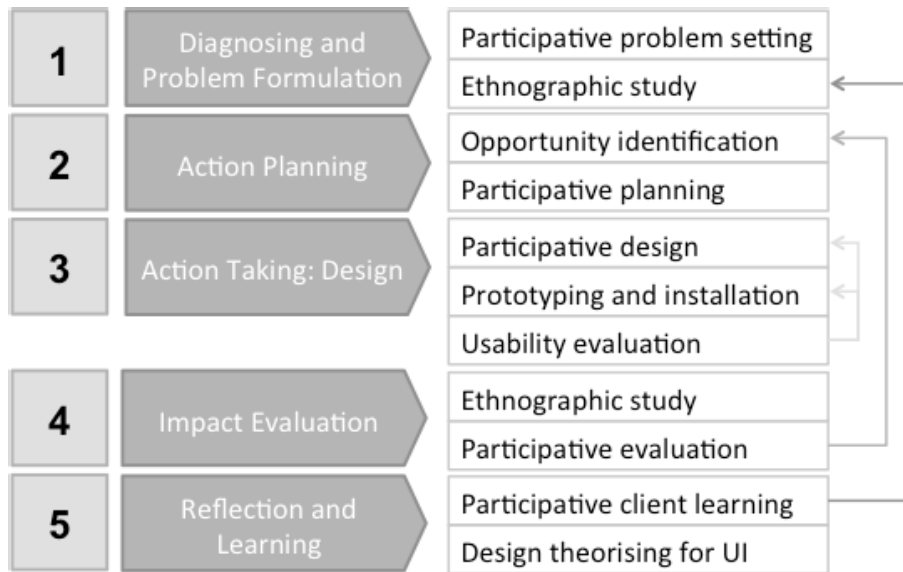 1
Diagnosing and
Problem Formulation
Participative problem setting
Ethnographic study
2
Action Planning
Opportunity identification
Participative planning
3
Action Taking: Design
Participative design
Prototyping and installation
Usability evaluation
4
Impact Evaluation
Ethnographic study
Participative evaluation
5
Reflection and
Learning
Participative client learning
Design theorising for UI